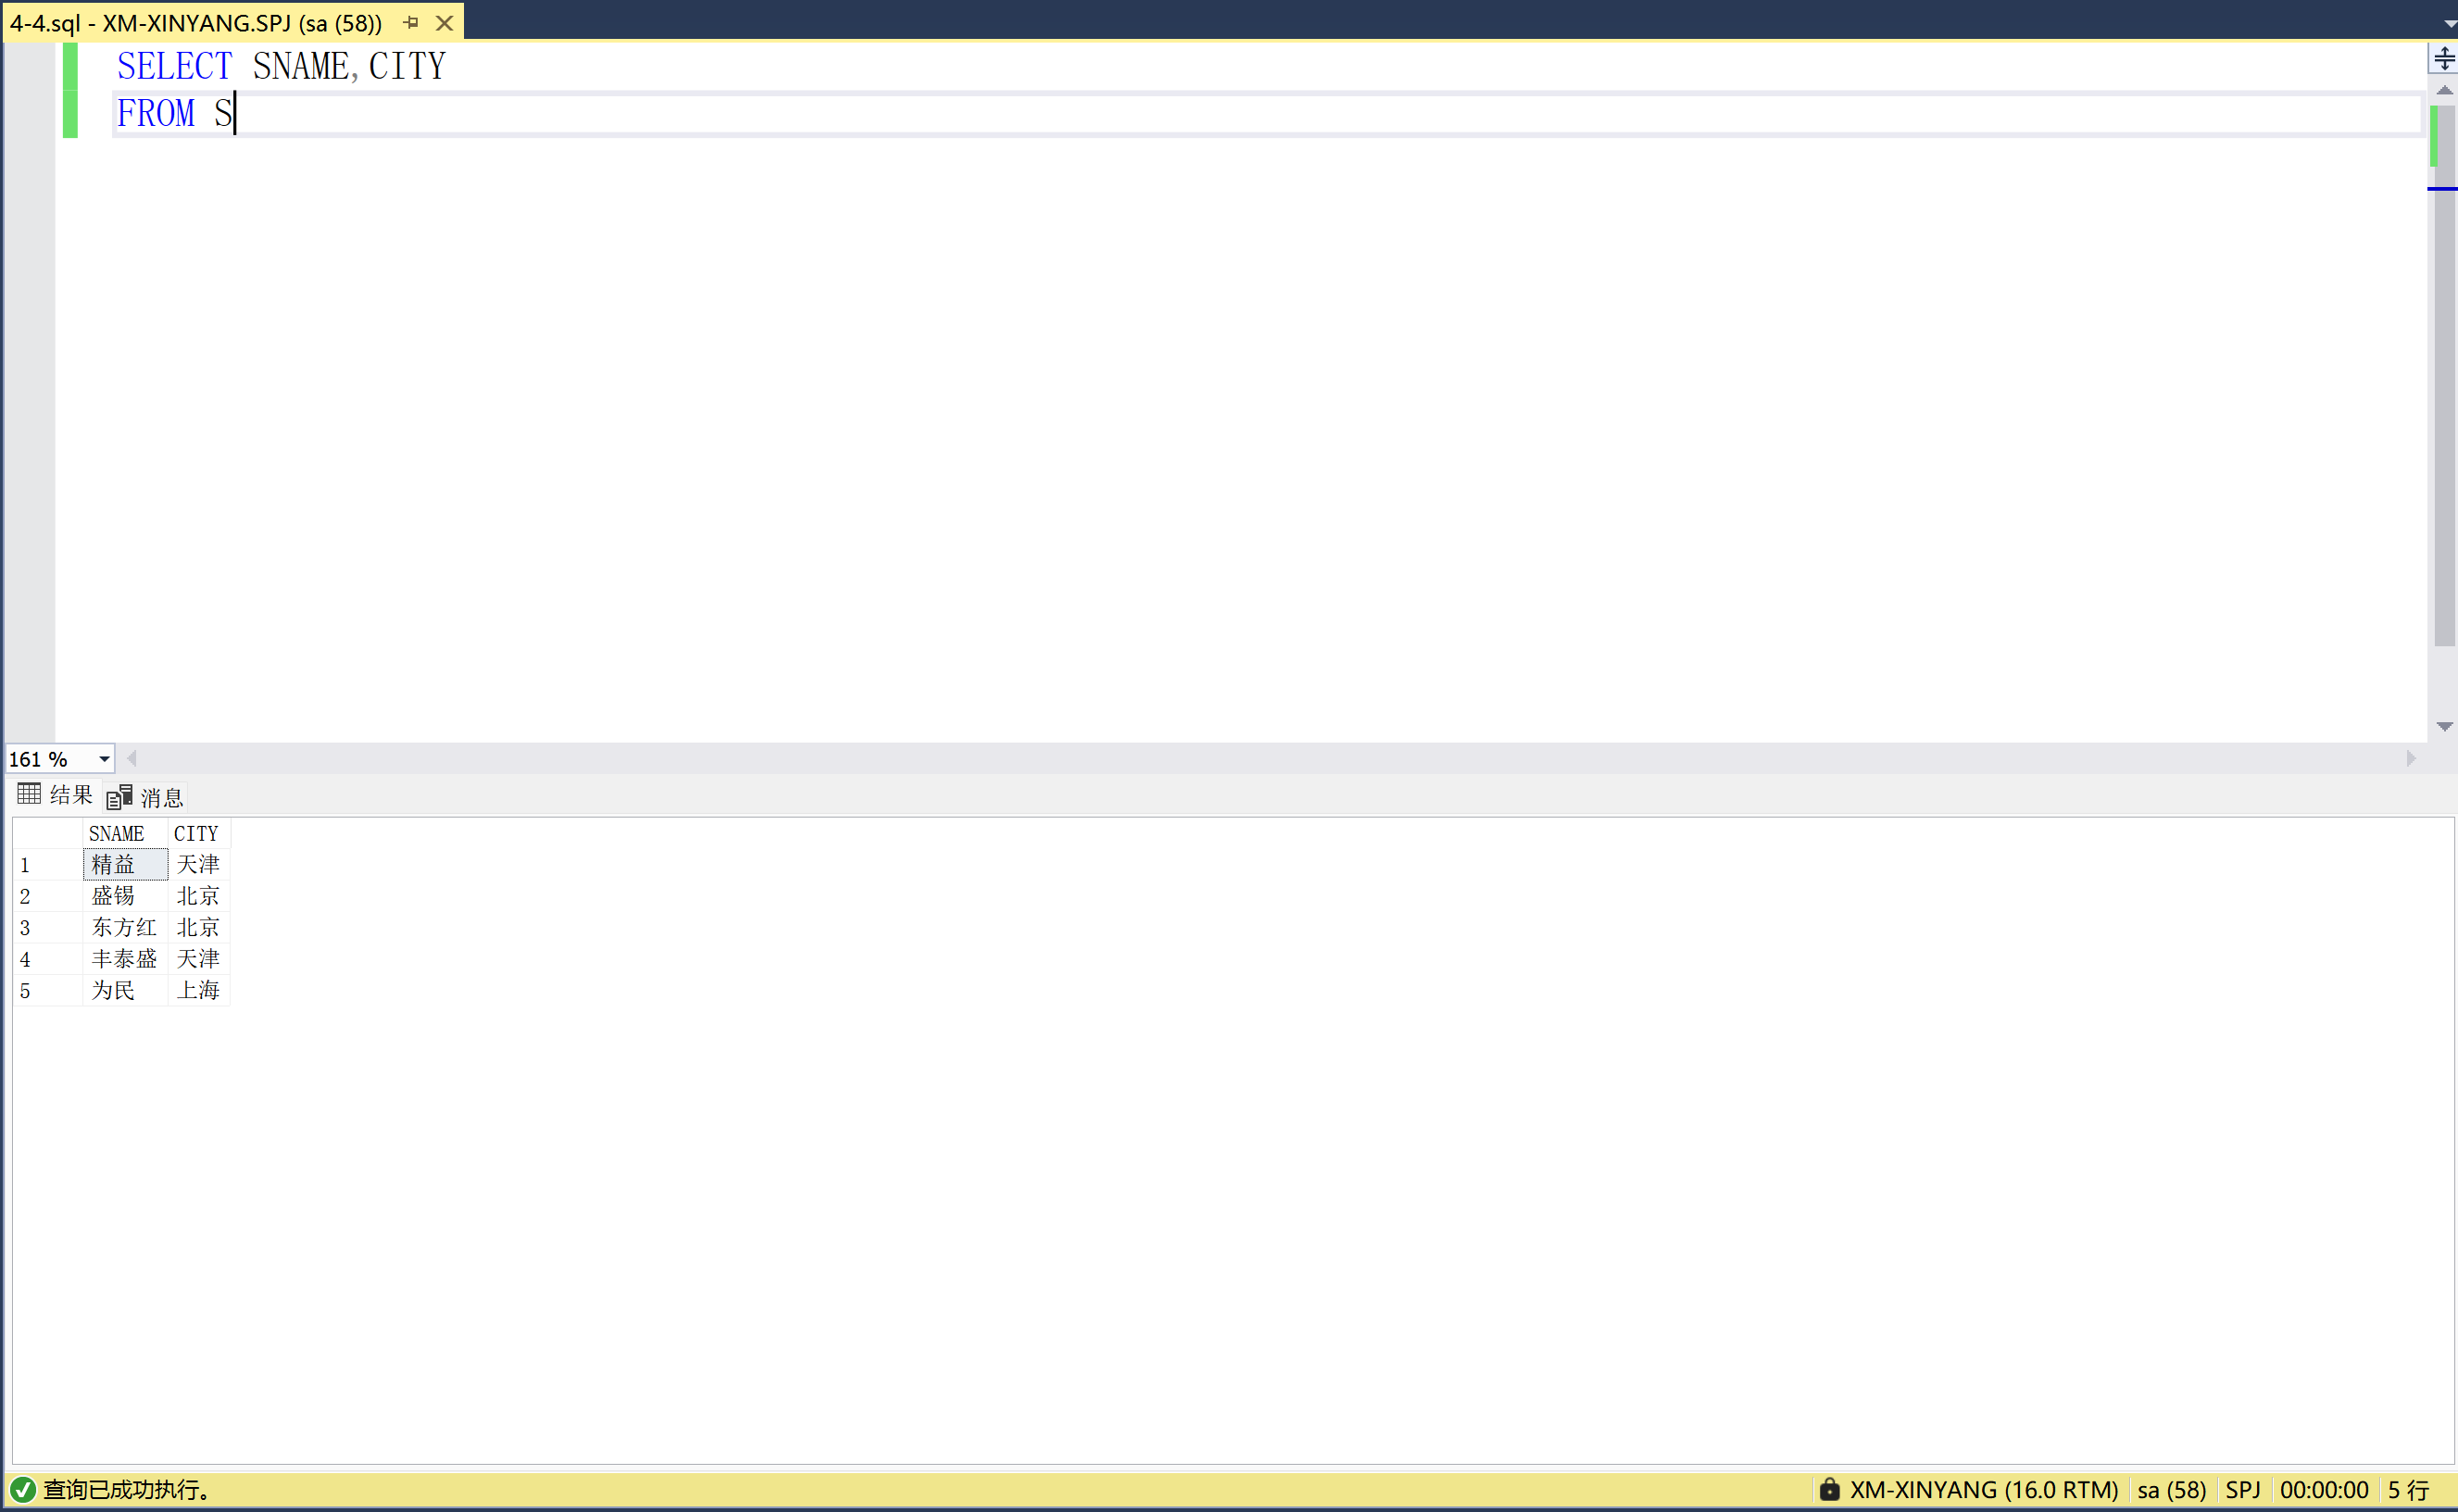 4-4.sql - XM-XINYANG.SPJ (sa (58))
SELECT SNAME,CITY
FROM S
161 %
结果 消息
SNAME CITY
1 精益 天津
2 盛锡 北京
3 东方红 北京
4 丰泰盛 天津
5 为民 上海
查询已成功执行。 XM-XINYANG (16.0 RTM) sa (58) SPJ 00:00:00 5 行